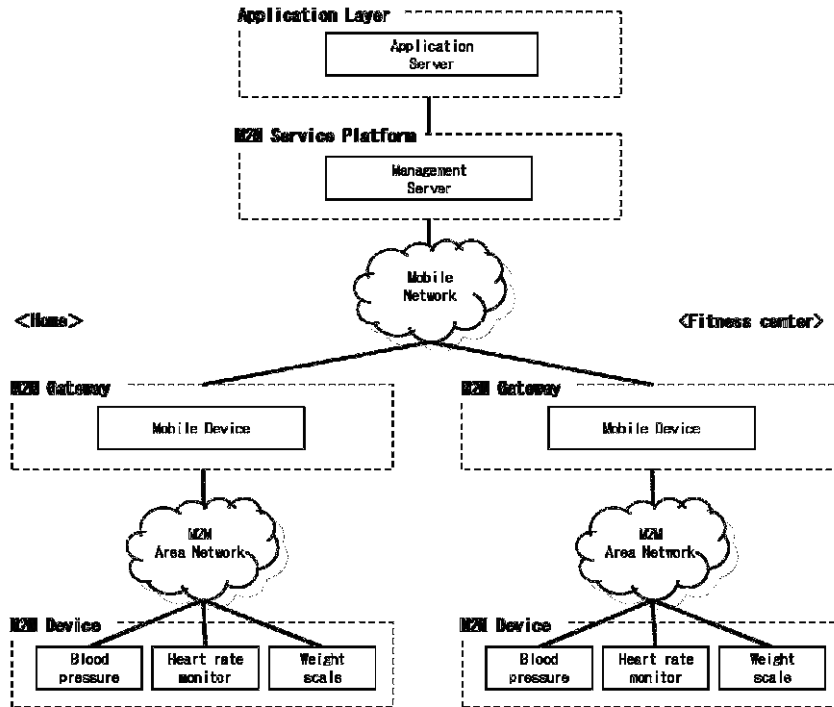 Application Layer
Application
Server
M2M Service Platform
Management
Server
Mobile
Network
<Home>
<Fitness center>
M2M Gateway
Mobile Device
M2M Gateway
Mobile Device
M2M
Area Network
M2M
Area Network
M2M Device
Blood
pressure
Heart rate
monitor
Weight
scale
M2M Device
Blood
pressure
Heart rate
monitor
Weight
scale